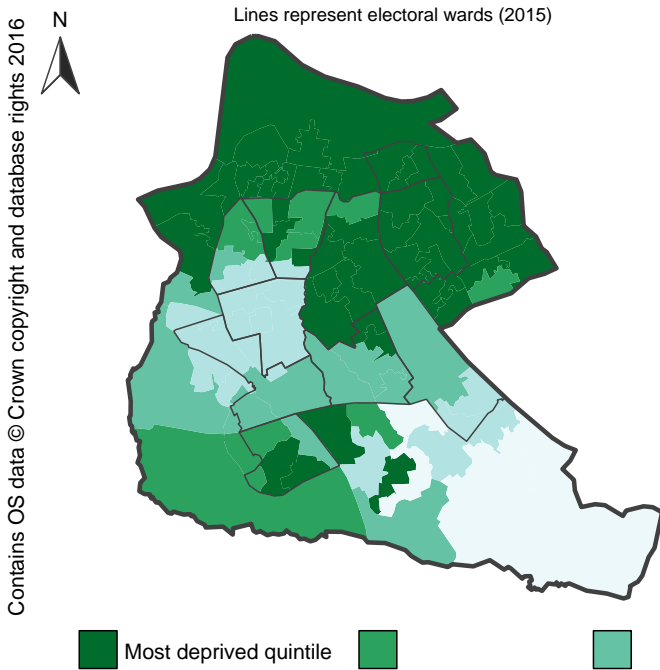 Lines represent electoral wards (2015)
N
Contains OS data © Crown copyright and database rights 2016
Most deprived quintile